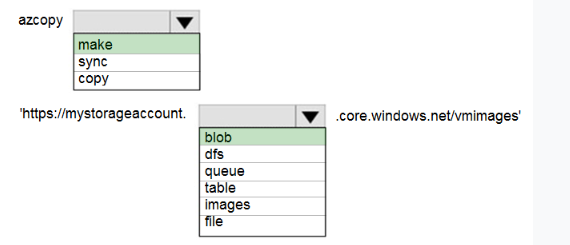 azcopy
make
sync
copy
'https://mystorageaccount. .core.windows.net/vmimages'
blob
dfs
queue
table
images
file